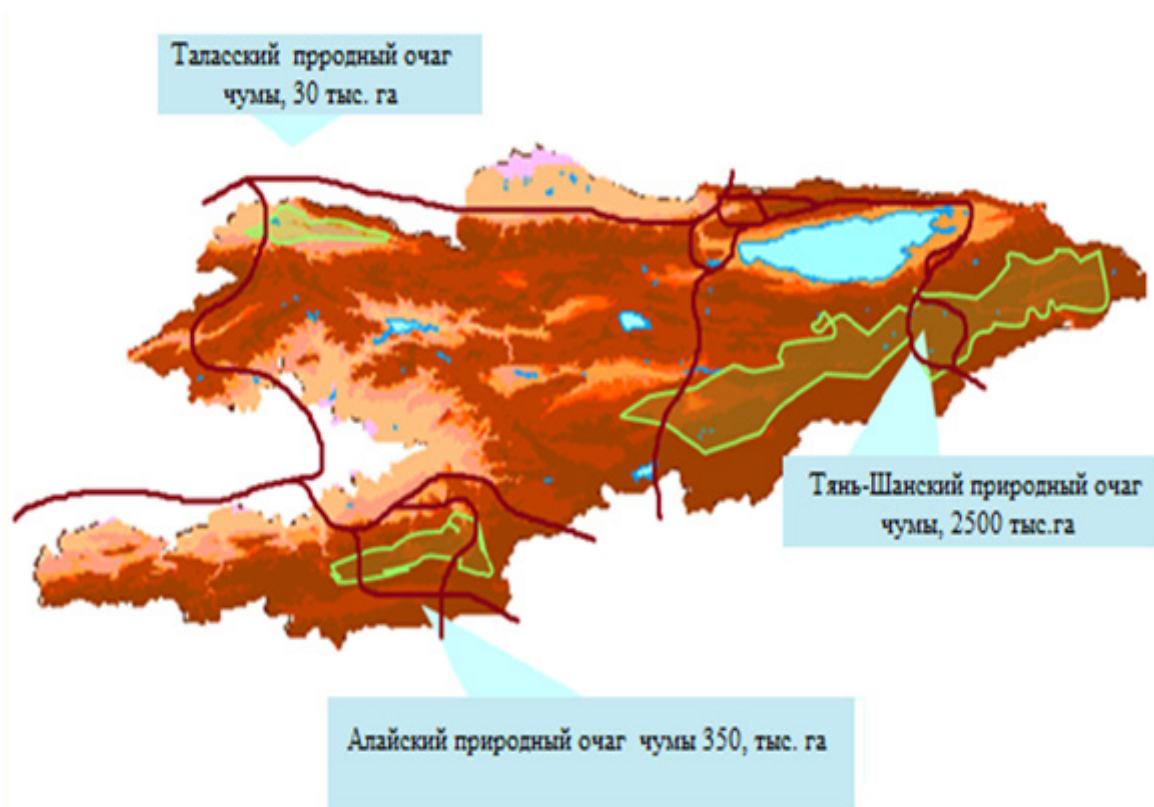 Таласский прродный очаг
чумы, 30 тыс. га
Тянь-Шанский природный очаг
чумы, 2500 тыс.га
Алайский природный очаг чумы 350, тыс. га